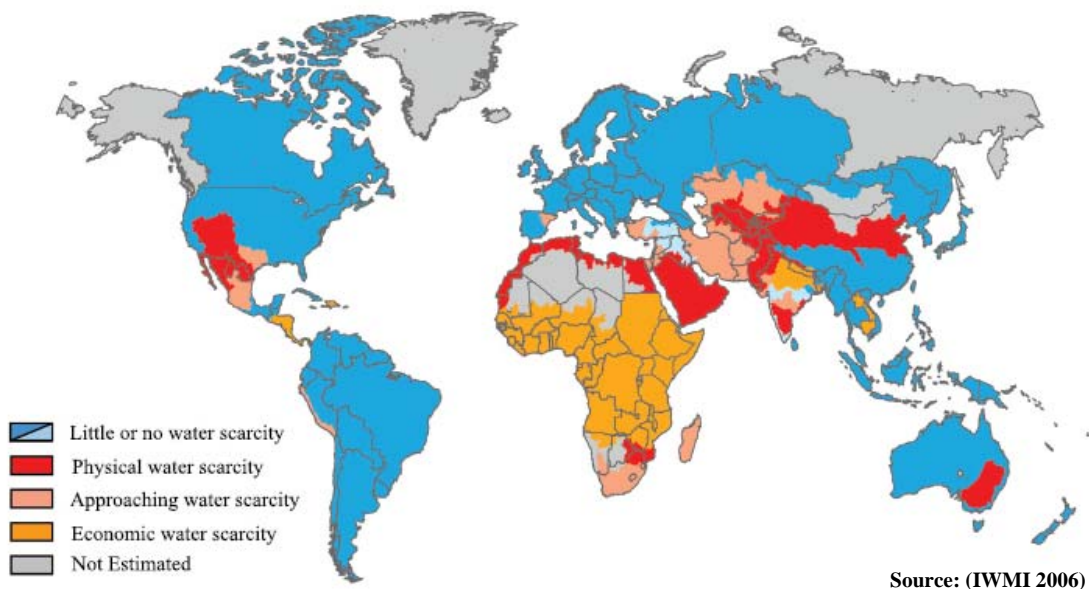 Little or no water scarcity
Physical water scarcity
Approaching water scarcity
Economic water scarcity
Not Estimated
Source: (IWMI 2006)